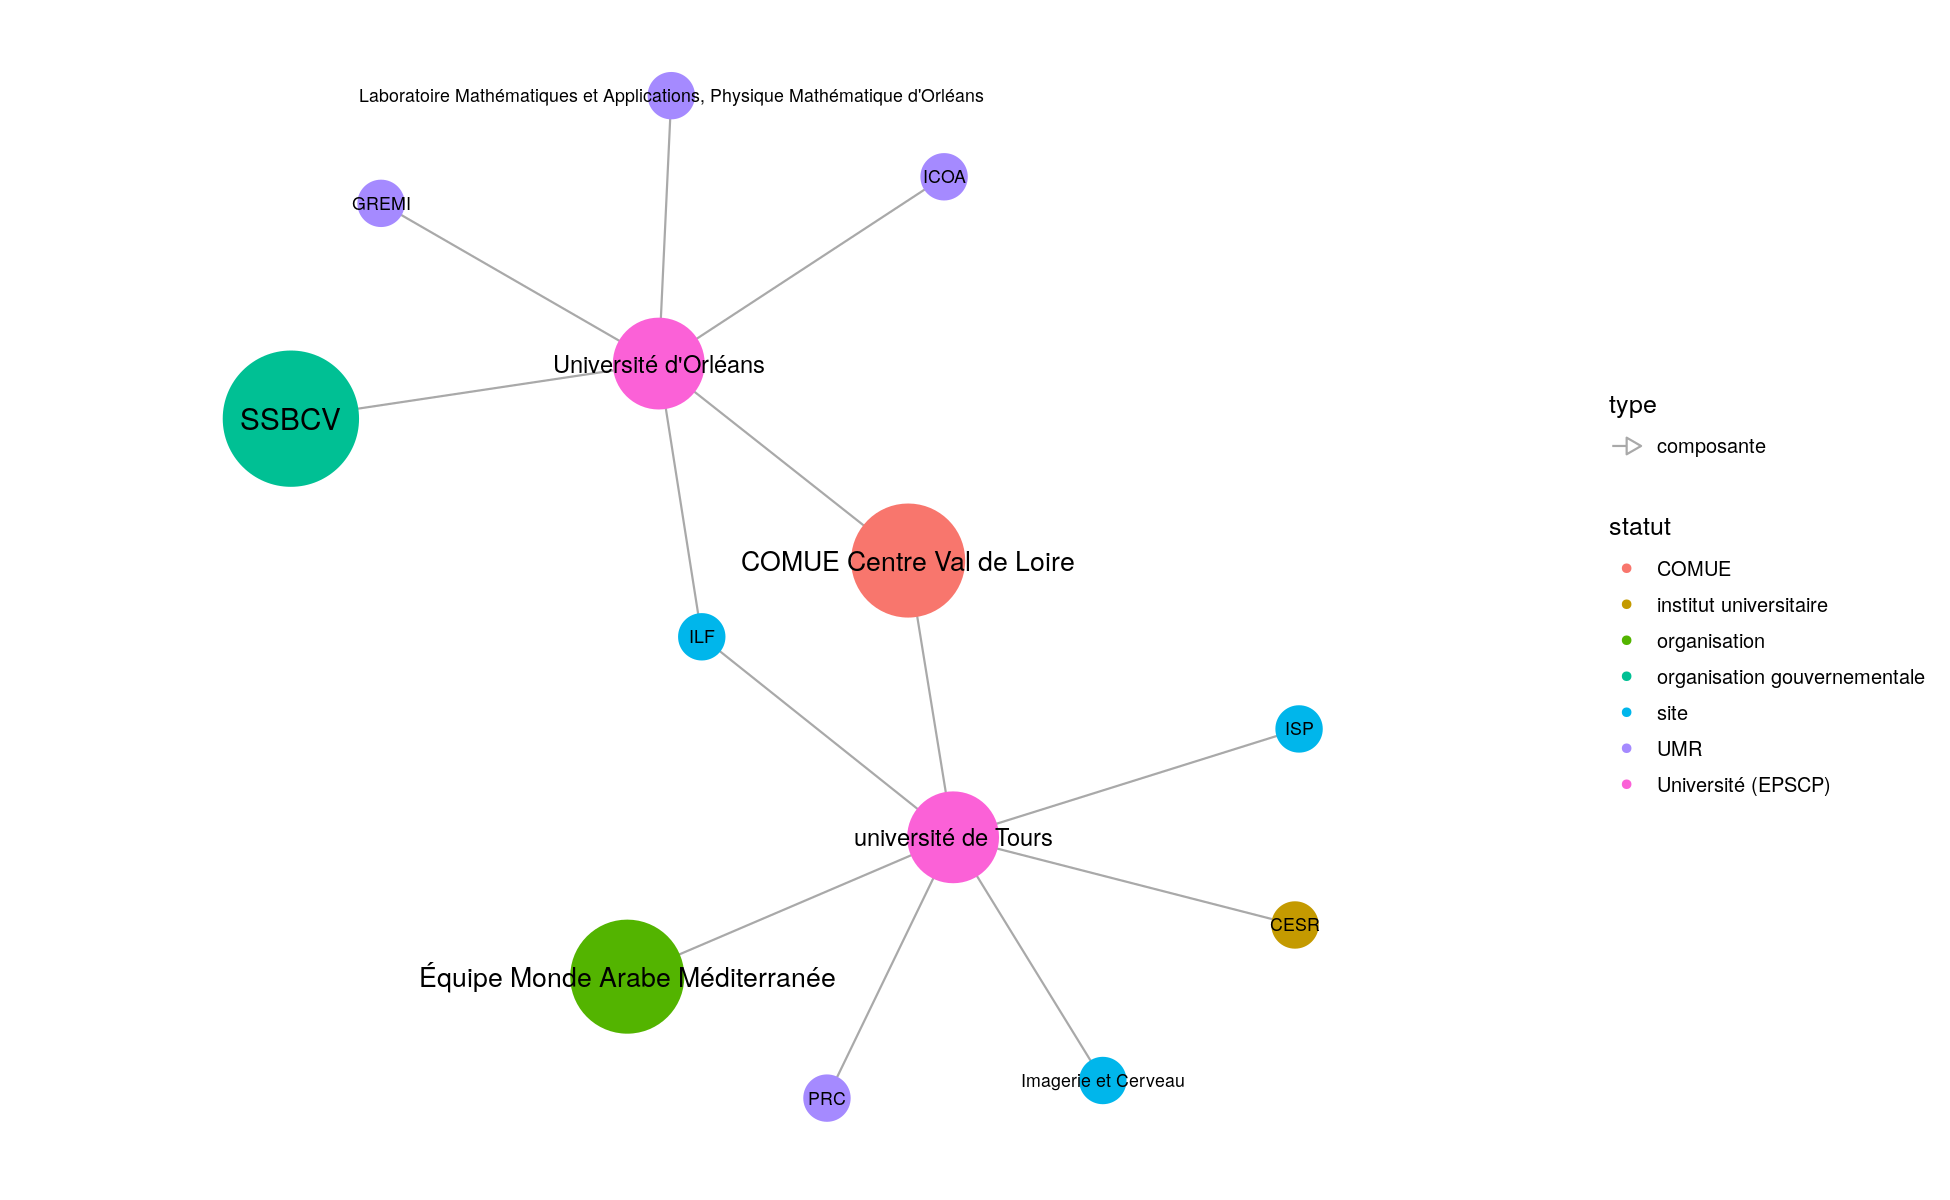 Laboratoire Mathématiques et Applications, Physique Mathématique d'Orléans
ICOA
GREMI
Université d'Orléans
SSBCV
COMUE Centre Val de Loire
ILF
ISP
université de Tours
CESR
Équipe Monde Arabe Méditerranée
Imagerie et Cerveau
PRC
type
composante
statut
COMUE
institut universitaire
organisation
organisation gouvernementale
site
UMR
Université (EPSCP)